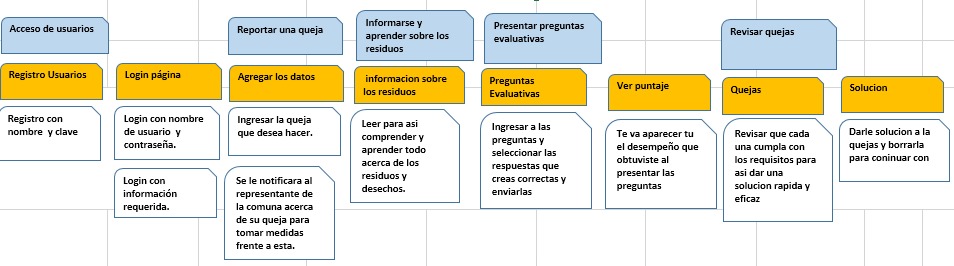 Acceso de usuarios
Reportar una queja
Informarse y
aprender sobre los
residuos
Presentar preguntas
evaluativas
Revisar quejas
Registro Usuarios
Login página
Agregar los datos
informacion sobre
los residuos
Preguntas
Evaluativas
Ver puntaje
Quejas
Solucion
Registro con
nombre y clave
Login con nombre
de usuario y
contraseña.
Ingresar la queja
que desea hacer.
Leer para asi
comprender y
aprender todo
acerca de los
residuos y
desechos.
Ingresar a las
preguntas y
seleccionar las
respuestas que
creas correctas y
enviarlas
Te va aparecer tu
el desempeño que
obtuviste al
presentar las
preguntas
Revisar que cada
una cumpla con
los requisitos para
asi dar una
solucion rapida y
eficaz
Darle solucion a la
quejas y borrarla
para coninuar con
Login con
información
requerida.
Se le notificara al
representante de
la comuna acerca
de su queja para
tomar medidas
frente a esta.